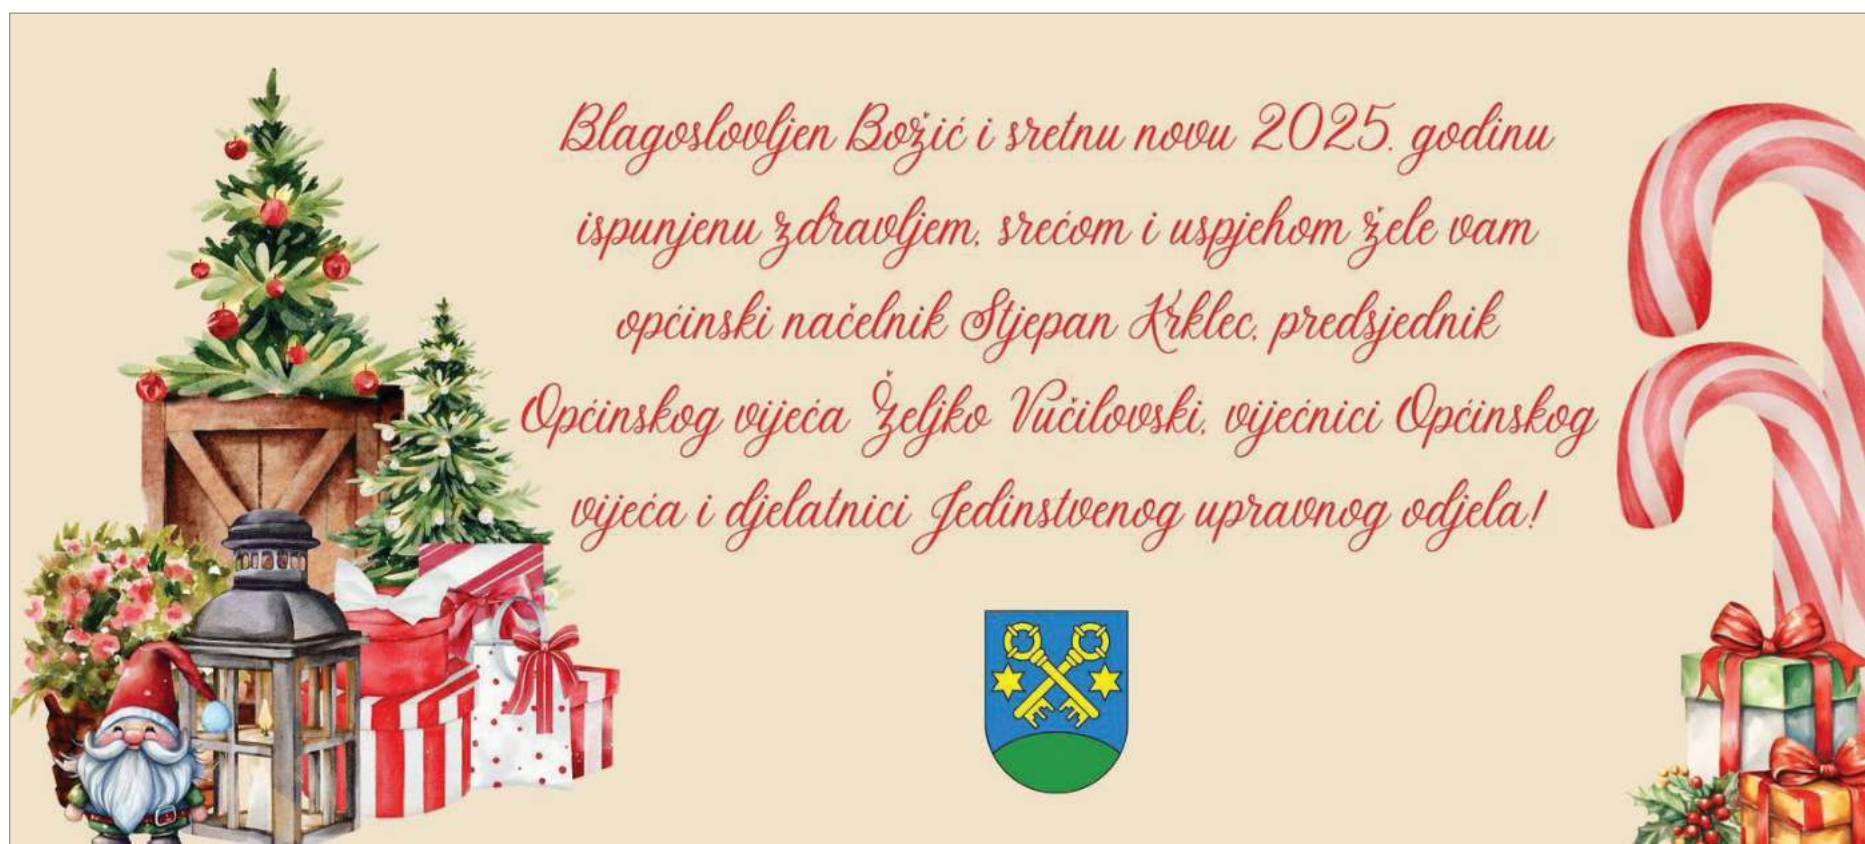 Blagoslovljen Božić i sretnu novu 2025. godinu
ispunjenu zdravljem, srećom i uspjehom žele vam
općinski načelnik Stjepan Krklec, predsjednik
Općinskog vijeća Željko Vučilovski, vijećnici Općinskog
vijeća i djelatnici Jedinstvenog upravnog odjela!